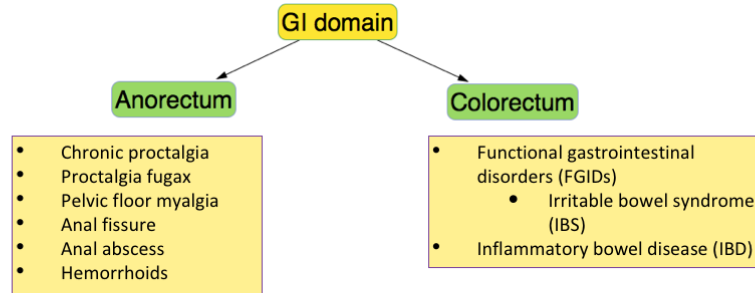 GI domain
Anorectum
Colorectum
• Chronic proctalgia
• Proctalgia fugax
• Pelvic floor myalgia
• Anal fissure
• Anal abscess
• Hemorrhoids
• Functional gastrointestinal
disorders (FGIDs)
• Irritable bowel syndrome
(IBS)
• Inflammatory bowel disease (IBD)